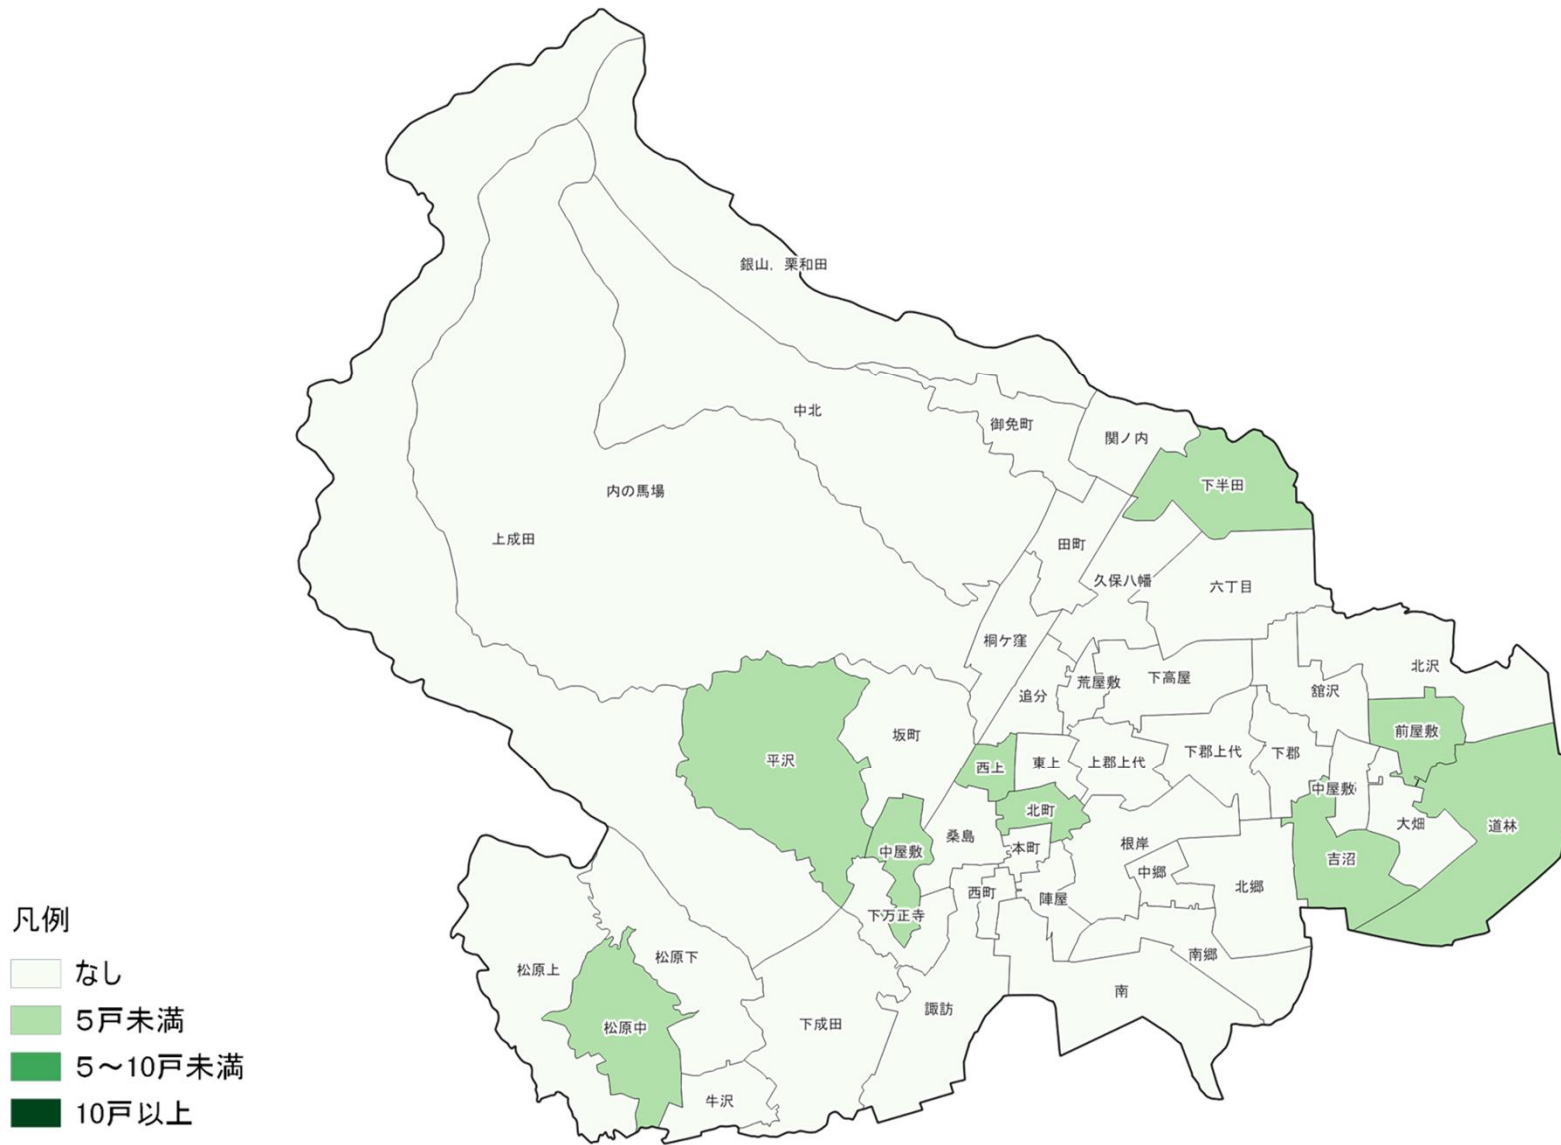 銀山，栗和田
中北
御免町
関ノ内
下半田
内の馬場
上成田
田町
久保八幡
六丁目
桐ケ窪
北沢
荒屋敷
下高屋
舘沢
追分
坂町
前屋敷
平沢
西上
東上
上郡上代
下郡上代
下郡
中屋敷
北町
大畑
道林
桑島
本町
根岸
中屋敷
吉沼
中郷
北郷
西町
陣屋
下万正寺
松原上
松原下
南郷
南
諏訪
下成田
松原中
牛沢
凡例
なし
5戸未満
5～10戸未満
10戸以上